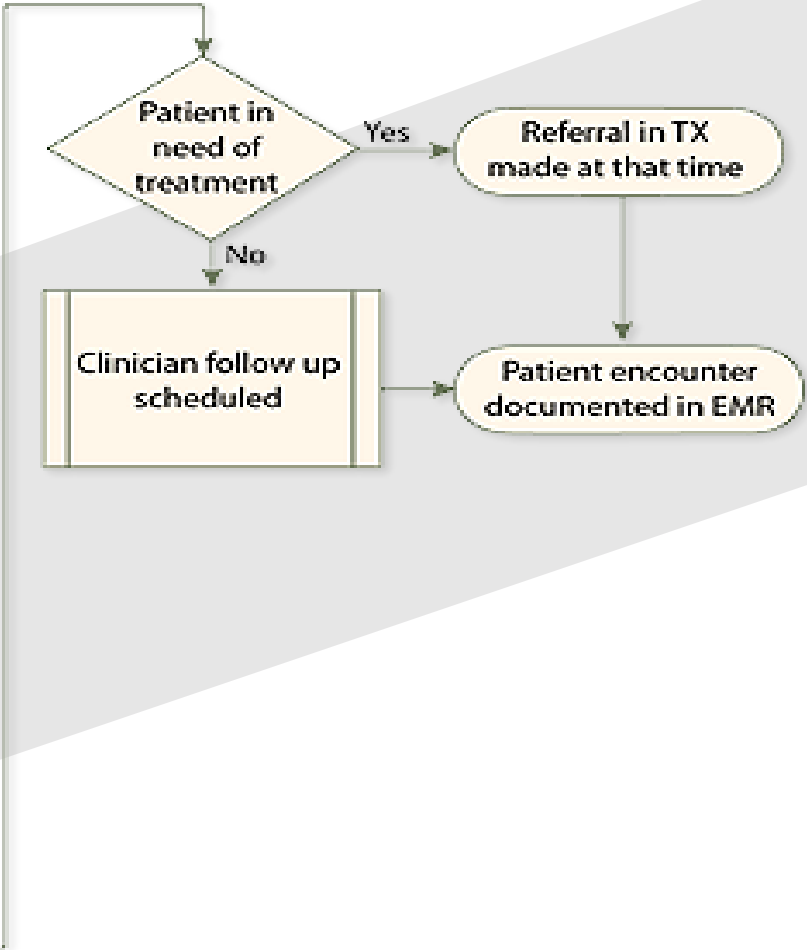 Patient in
need of
treatment
Yes
Referral in TX
made at that time
No
Clinician follow up
scheduled
Patient encounter
documented in EMR